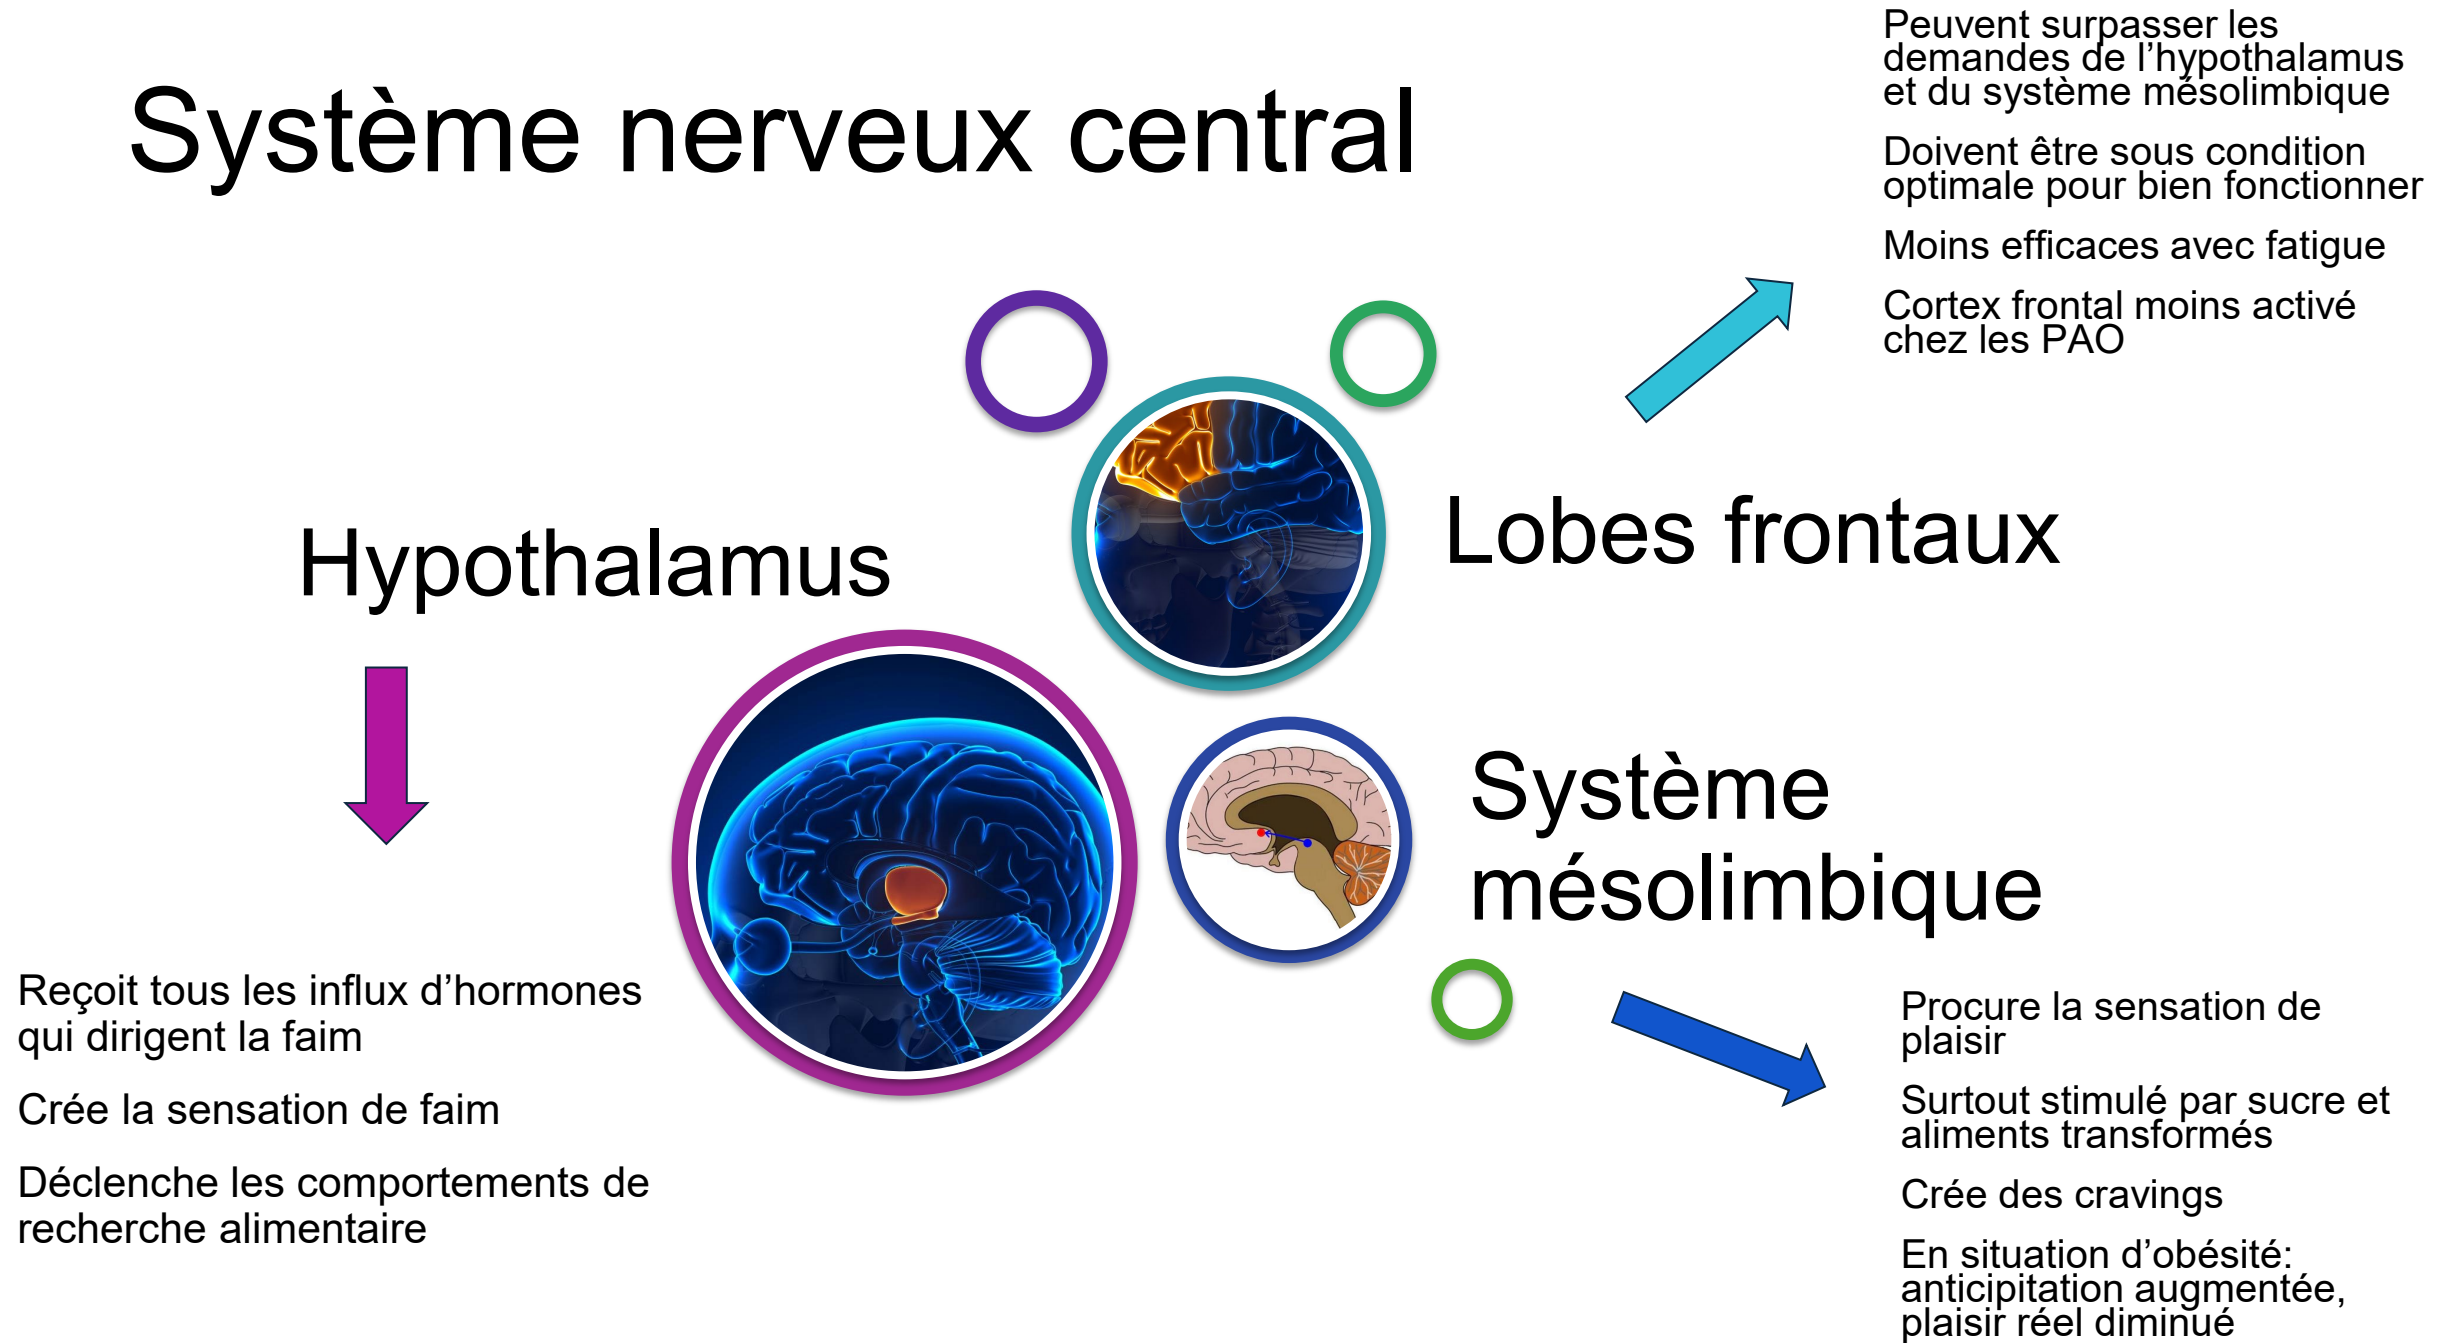 Système nerveux central
Peuvent surpasser les
demandes de l’hypothalamus
et du système mésolimbique
Doivent être sous condition
optimale pour bien fonctionner
Moins efficaces avec fatigue
Cortex frontal moins activé
chez les PAO
Lobes frontaux
Hypothalamus
Reçoit tous les influx d’hormones
qui dirigent la faim
Crée la sensation de faim
Déclenche les comportements de
recherche alimentaire
Système
mésolimbique
Procure la sensation de
plaisir
Surtout stimulé par sucre et
aliments transformés
Crée des cravings
En situation d’obésité:
anticipitation augmentée,
plaisir réel diminué